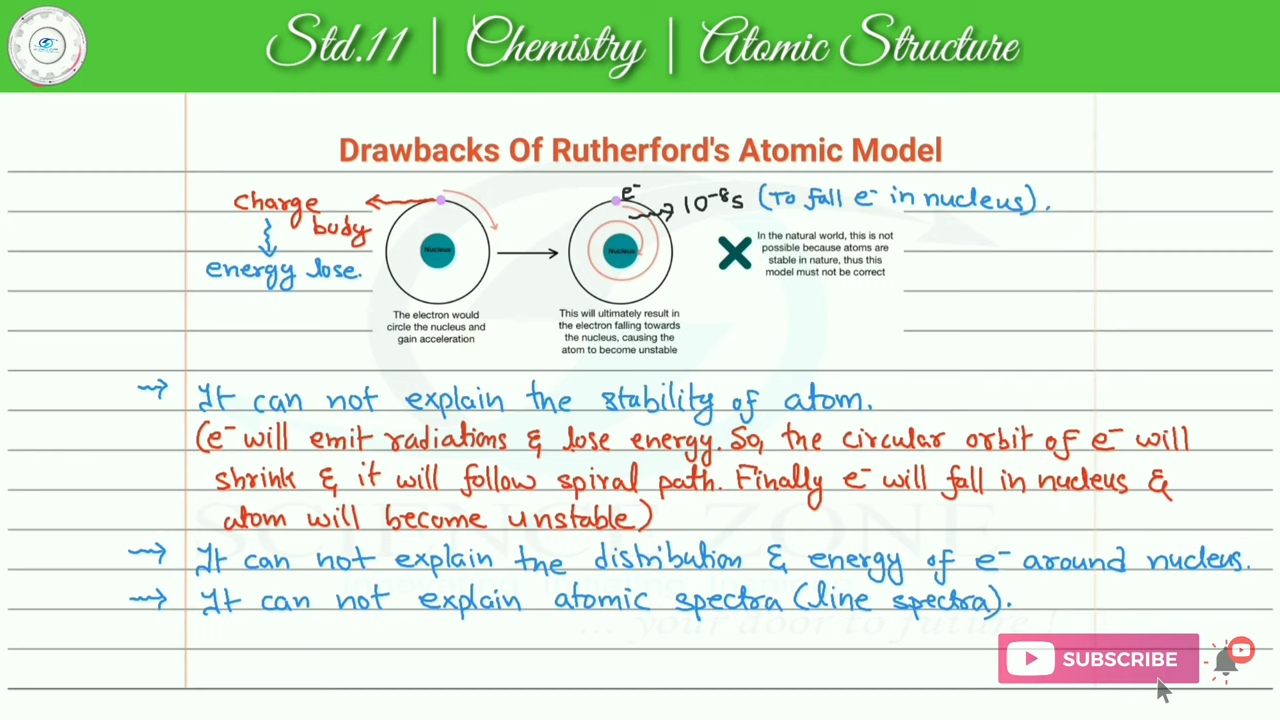 Std.11 | Chemistry | Atomic Structure
Drawbacks Of Rutherford's Atomic Model
charge
body
energy lose.
Nucleus
The electron would
circle the nucleus and
gain acceleration
e⁻
10⁻⁸s (To fall e⁻ in nucleus).
Nucleus
This will ultimately result in
the electron falling towards
the nucleus, causing the
atom to become unstable
In the natural world, this is not
possible because atoms are
stable in nature, thus this
model must not be correct
→ It can not explain the stability of atom.
(e⁻ will emit radiations & lose energy. So, the circular orbit of e⁻ will
shrink & it will follow spiral path. Finally e⁻ will fall in nucleus &
atom will become unstable)
→ It can not explain the distribution & energy of e⁻ around nucleus.
→ It can not explain atomic spectra (line spectra).
SCIENCE ZONE
... your door to future !
SUBSCRIBE